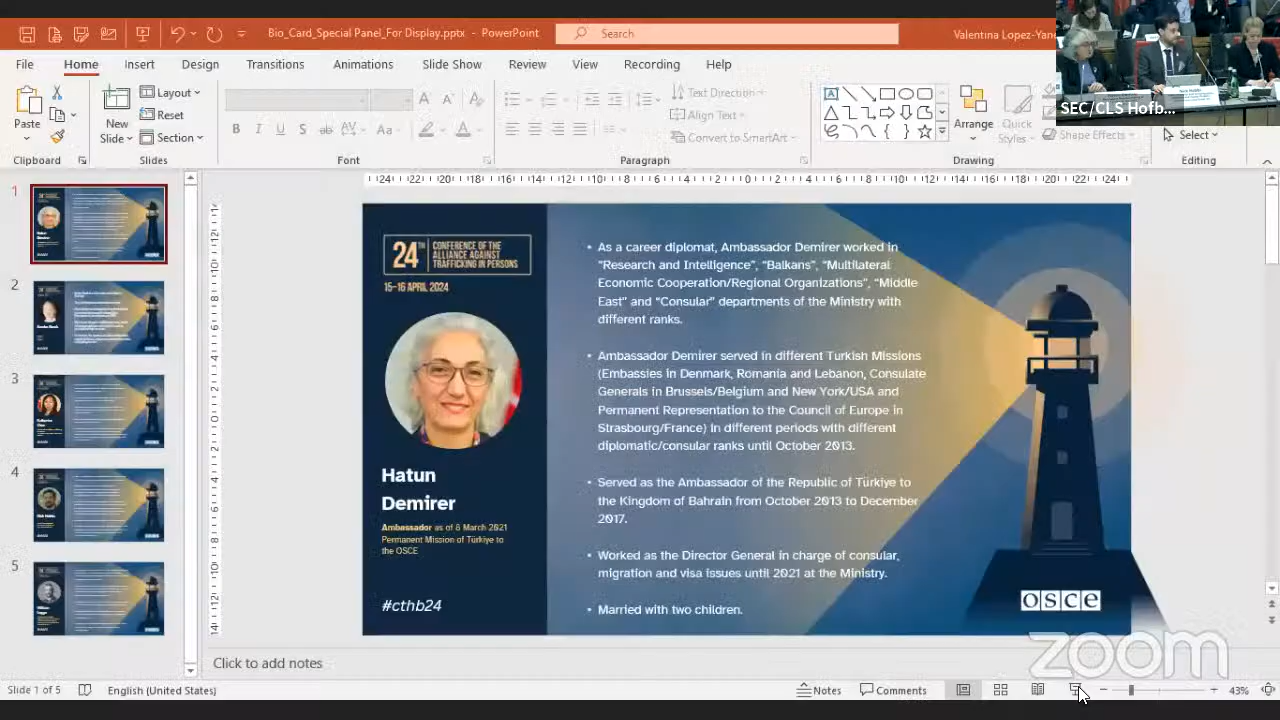 Bio_Card_Special Panel_For Display.pptx - PowerPoint
Search
Valentina Lopez-Yan
File Home Insert Design Transitions Animations Slide Show Review View Recording Help
SEC/CLS Hofb...
Paste
New
Slide
Layout
Reset
Section
B I U S ab AV Aa A A A
Text Direction
Align Text
Convert to SmartArt
Arrange
Quick
Styles
Shape Effects
Select
Clipboard Slides Font Paragraph Drawing Editing
1
2
3
4
5
24TH CONFERENCE OF THE
ALLIANCE AGAINST
TRAFFICKING IN PERSONS
15-16 APRIL 2024
Hatun
Demirer
Ambassador as of 8 March 2021
Permanent Mission of Türkiye to
the OSCE
#cthb24
• As a career diplomat, Ambassador Demirer worked in
"Research and Intelligence", "Balkans", "Multilateral
Economic Cooperation/Regional Organizations", "Middle
East" and "Consular" departments of the Ministry with
different ranks.
• Ambassador Demirer served in different Turkish Missions
(Embassies in Denmark, Romania and Lebanon, Consulate
Generals in Brussels/Belgium and New York/USA and
Permanent Representation to the Council of Europe in
Strasbourg/France) in different periods with different
diplomatic/consular ranks until October 2013.
• Served as the Ambassador of the Republic of Türkiye to
the Kingdom of Bahrain from October 2013 to December
2017.
• Worked as the Director General in charge of consular,
migration and visa issues until 2021 at the Ministry.
• Married with two children.
osce
zoom
Click to add notes
Slide 1 of 5 English (United States) Notes Comments 43%